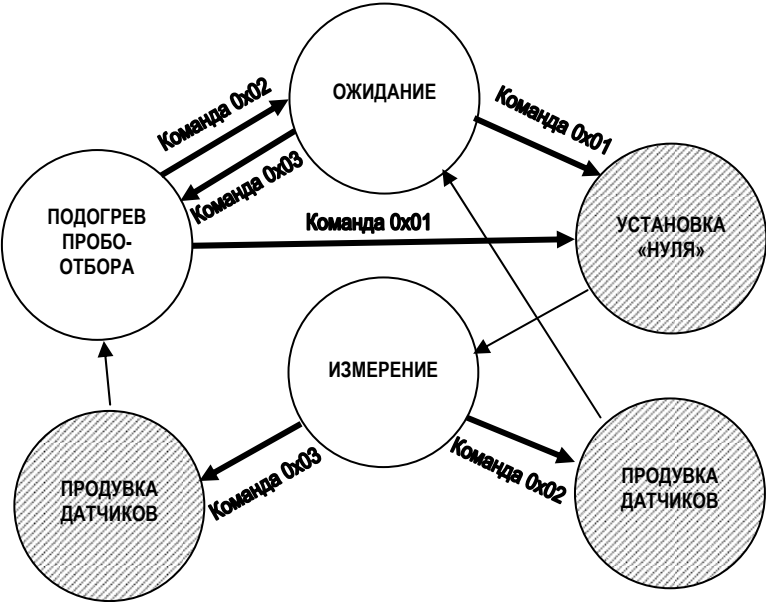 ОЖИДАНИЕ
Команда 0x02
Команда 0x01
Команда 0x03
ПОДОГРЕВ
ПРОБО-
ОТБОРА
Команда 0x01
УСТАНОВКА
«НУЛЯ»
ИЗМЕРЕНИЕ
Команда 0x03
Команда 0x02
ПРОДУВКА
ДАТЧИКОВ
ПРОДУВКА
ДАТЧИКОВ